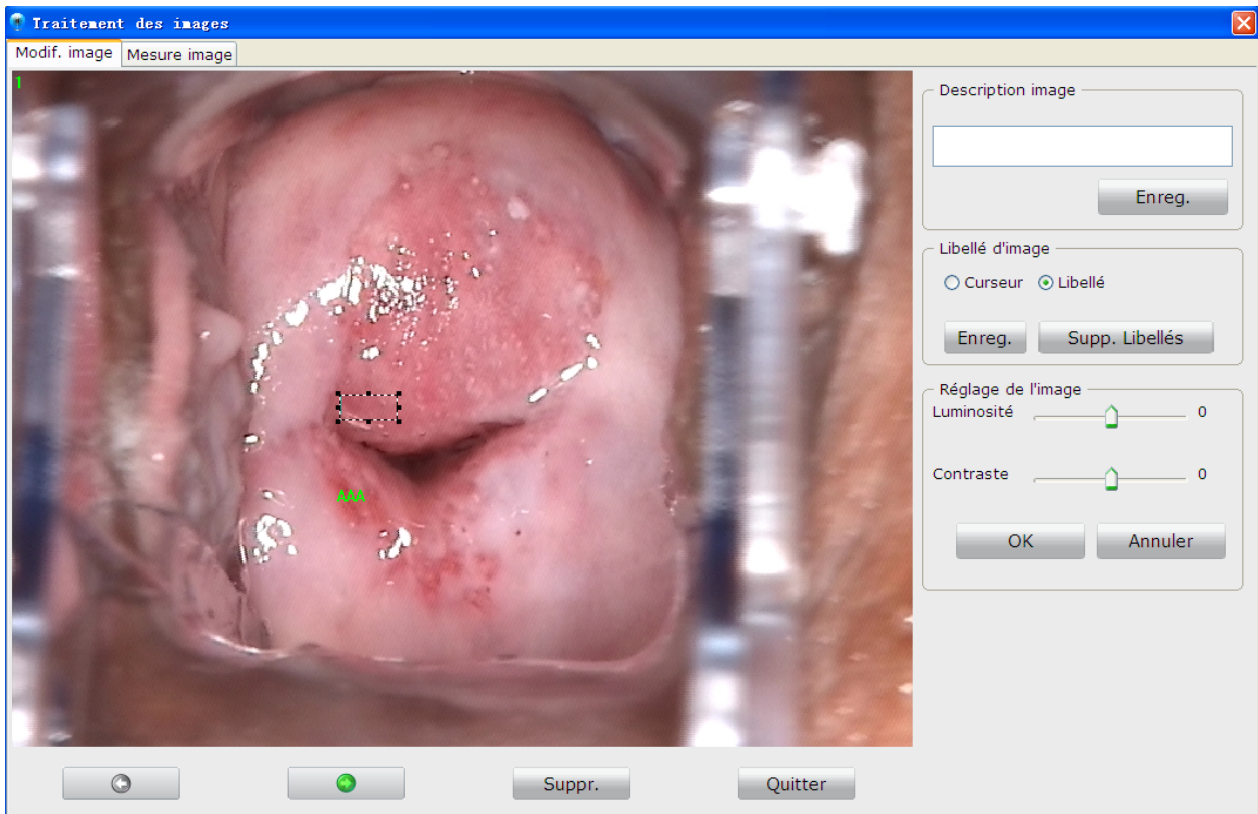 Traitement des images
Modif. image
Mesure image
1
Description image
Enreg.
Libellé d'image
Curseur
Libellé
Enreg.
Supp. Libellés
Réglage de l'image
Luminosité
0
Contraste
0
OK
Annuler
AAA
Suppr.
Quitter